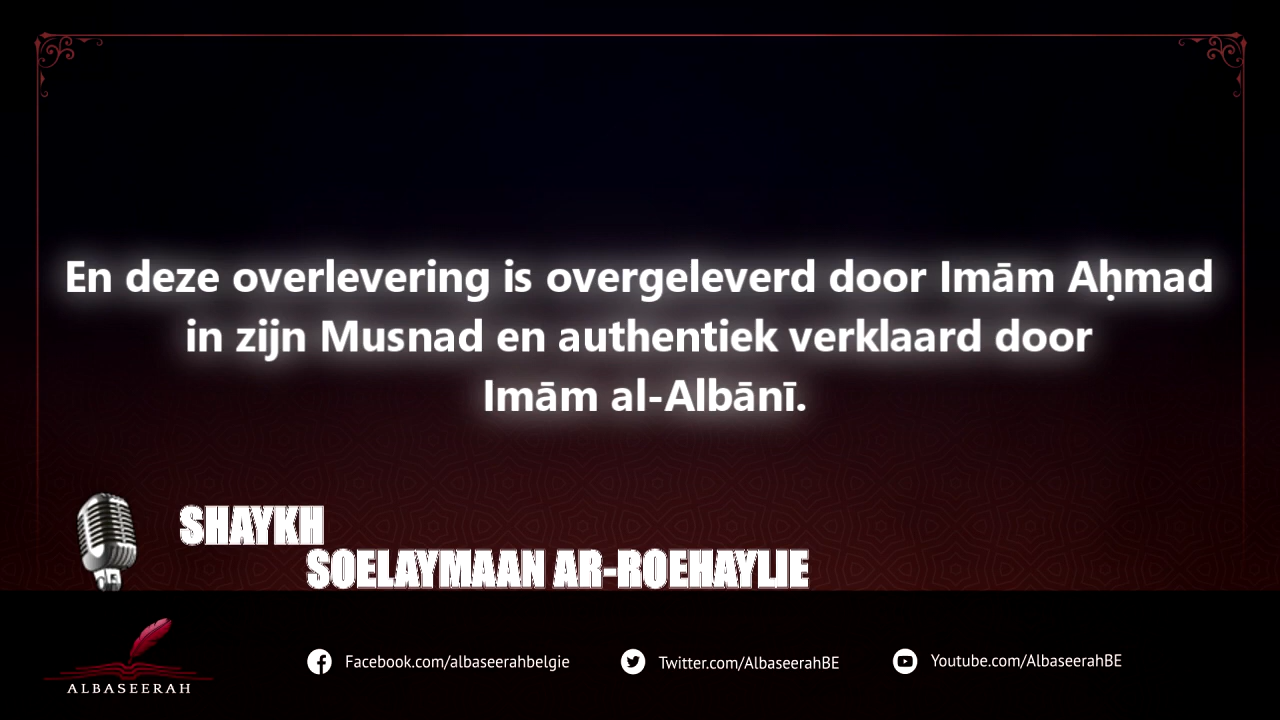 En deze overlevering is overgeleverd door Imām Aḥmad
in zijn Musnad en authentiek verklaard door
Imām al-Albānī.
SHAYKH
SOELAYMAAN AR-ROEHAYLIE
ALBASEERAH
Facebook.com/albaseerahbelgie
Twitter.com/AlbaseerahBE
Youtube.com/AlbaseerahBE